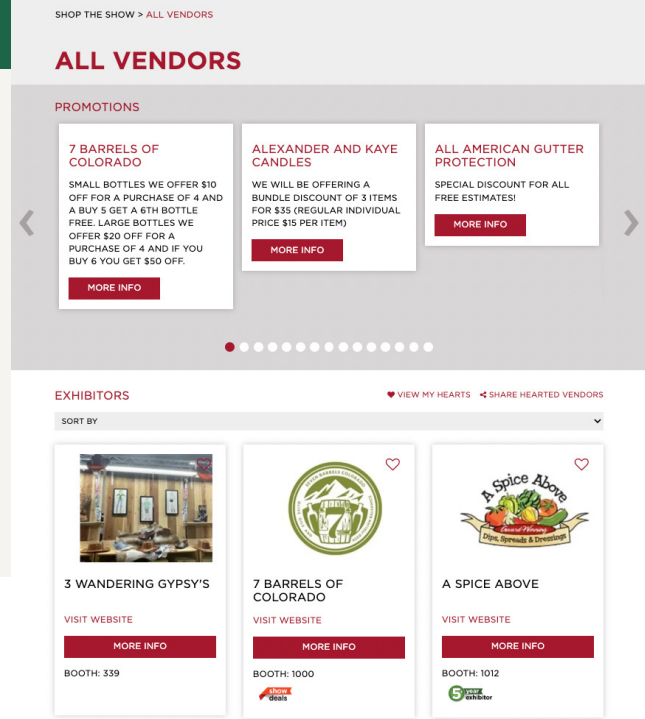 SHOP THE SHOW > ALL VENDORS
ALL VENDORS
PROMOTIONS
7 BARRELS OF
COLORADO
SMALL BOTTLES WE OFFER $10
OFF FOR A PURCHASE OF 4 AND
A BUY 5 GET A 6TH BOTTLE
FREE. LARGE BOTTLES WE
OFFER $20 OFF FOR A
PURCHASE OF 4 AND IF YOU
BUY 6 YOU GET $50 OFF.
MORE INFO
ALEXANDER AND KAYE
CANDLES
WE WILL BE OFFERING A
BUNDLE DISCOUNT OF 3 ITEMS
FOR $35 (REGULAR INDIVIDUAL
PRICE $15 PER ITEM)
MORE INFO
ALL AMERICAN GUTTER
PROTECTION
SPECIAL DISCOUNT FOR ALL
FREE ESTIMATES!
MORE INFO
EXHIBITORS
VIEW MY HEARTS
SHARE HEARTED VENDORS
SORT BY
3 WANDERING GYPSY'S
VISIT WEBSITE
MORE INFO
BOOTH: 339
SEVEN BARRELS COLORADO
7
7 BARRELS OF
COLORADO
VISIT WEBSITE
MORE INFO
BOOTH: 1000
show
deals
A Spice Above
Award-Winning
Dips, Spreads & Dressings
A SPICE ABOVE
VISIT WEBSITE
MORE INFO
BOOTH: 1012
5 year
exhibitor